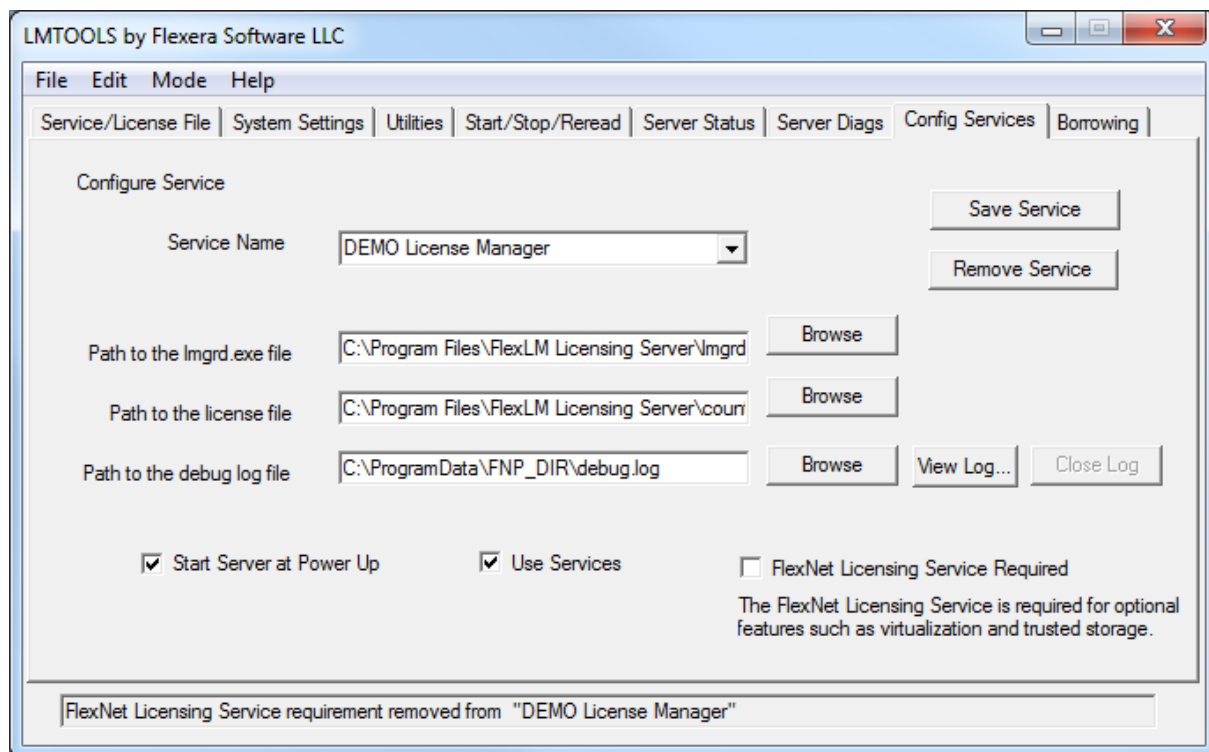 LMTOOLS by Flexera Software LLC
File Edit Mode Help
Service/License File System Settings Utilities Start/Stop/Reread Server Status Server Diags Config Services Borrowing
Configure Service
Save Service
Service Name DEMO License Manager
Remove Service
Path to the lmgrd.exe file C:\Program Files\FlexLM Licensing Server\lmgrd Browse
Path to the license file C:\Program Files\FlexLM Licensing Server\coun Browse
Path to the debug log file C:\ProgramData\FNP_DIR\debug.log Browse View Log... Close Log
Start Server at Power Up Use Services FlexNet Licensing Service Required
The FlexNet Licensing Service is required for optional
features such as virtualization and trusted storage.
FlexNet Licensing Service requirement removed from "DEMO License Manager"